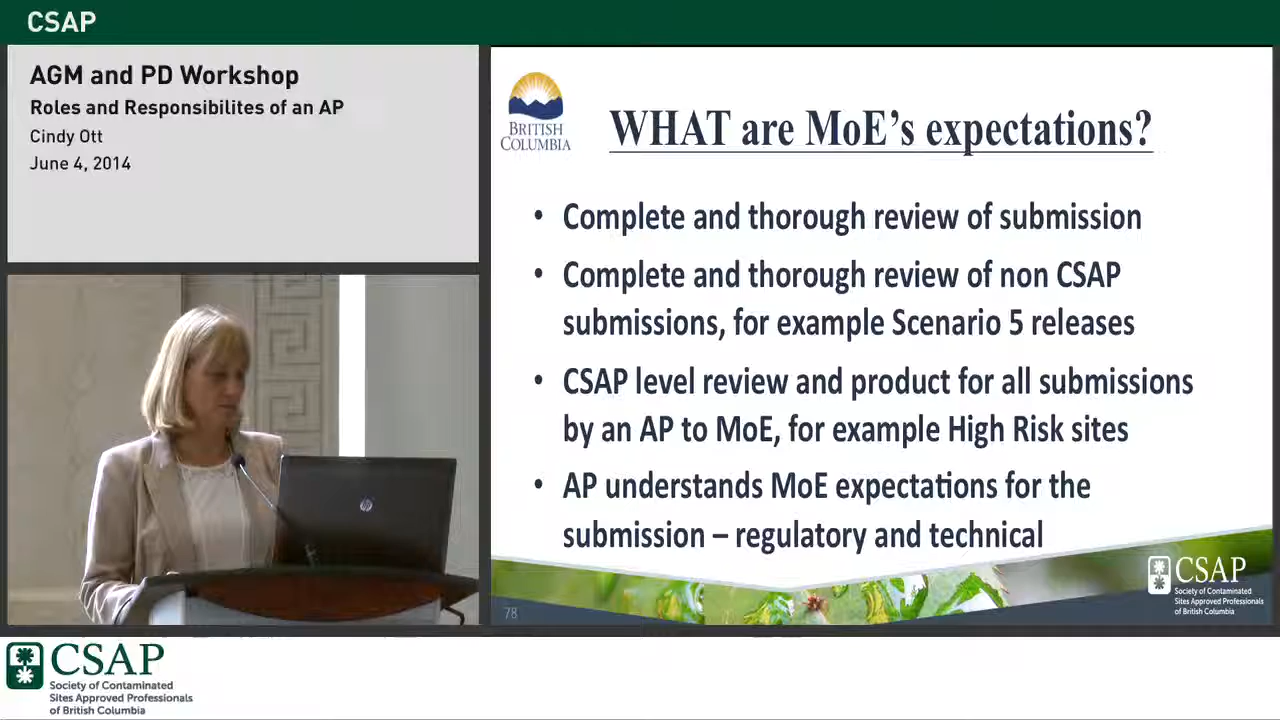 CSAP
AGM and PD Workshop
Roles and Responsibilites of an AP
Cindy Ott
June 4, 2014
BRITISH
COLUMBIA
WHAT are MoE's expectations?
• Complete and thorough review of submission
• Complete and thorough review of non CSAP
submissions, for example Scenario 5 releases
• CSAP level review and product for all submissions
by an AP to MoE, for example High Risk sites
• AP understands MoE expectations for the
submission – regulatory and technical
78
CSAP
Society of Contaminated
Sites Approved Professionals
of British Columbia
hp
CSAP
Society of Contaminated
Sites Approved Professionals
of British Columbia